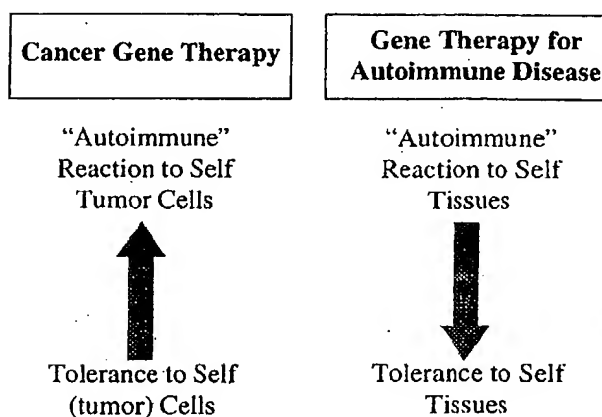 Cancer Gene Therapy
"Autoimmune"
Reaction to Self
Tumor Cells
Tolerance to Self
(tumor) Cells
Gene Therapy for
Autoimmune Disease
"Autoimmune"
Reaction to Self
Tissues
Tolerance to Self
Tissues